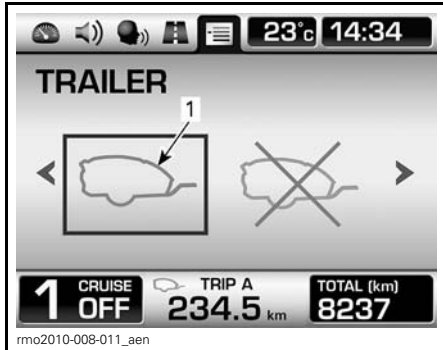 23°c 14:34
TRAILER
1
1 CRUISE OFF TRIP A 234.5 km TOTAL (km) 8237
rmo2010-008-011_aen